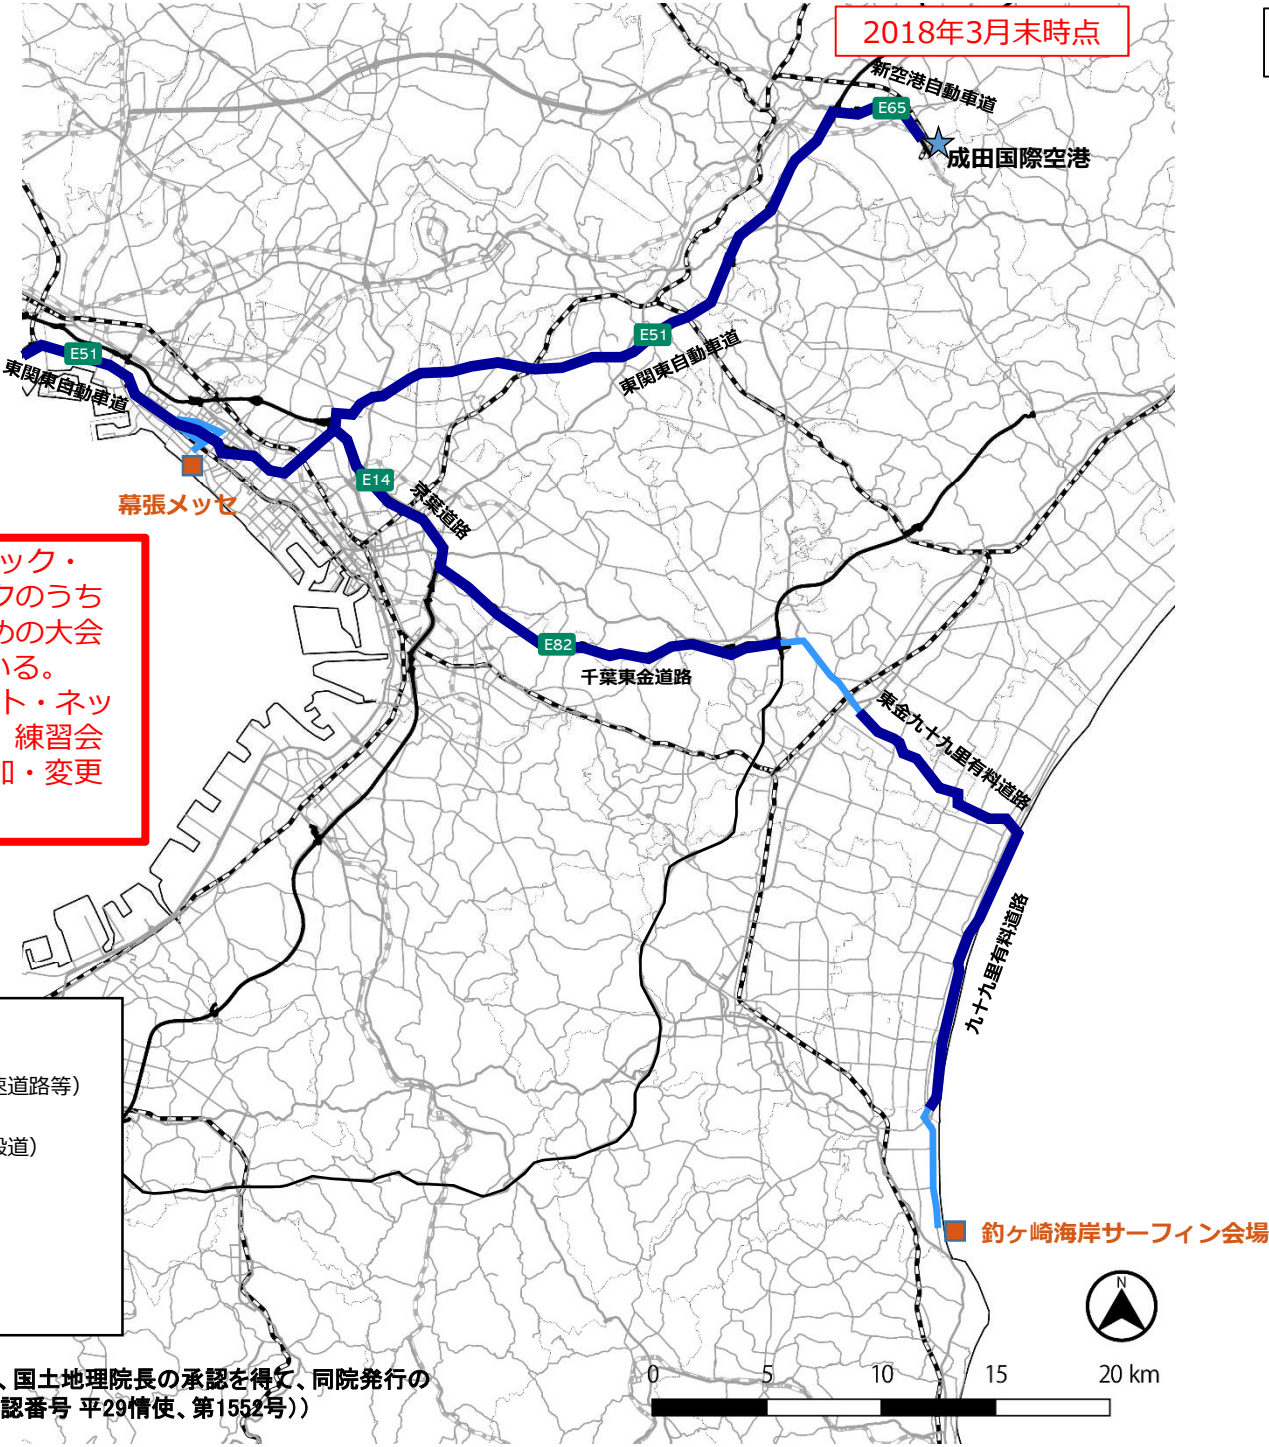 2018年3月末時点
新空港自動車道
E65
成田国際空港
E51
東関東自動車道
E51
東関東自動車道
幕張メッセ
E14
京葉道路
ック・
クのうち
めの大会
いる。
ト・ネッ
練習会
加・変更
E82
千葉東金道路
東金九十九里有料道路
九十九里有料道路
速道路等）
般道）
釣ヶ崎海岸サーフィン会場
N
0 5 10 15 20 km
、国土地理院長の承認を得て、同院発行の
認番号 平29情使、第1552号））